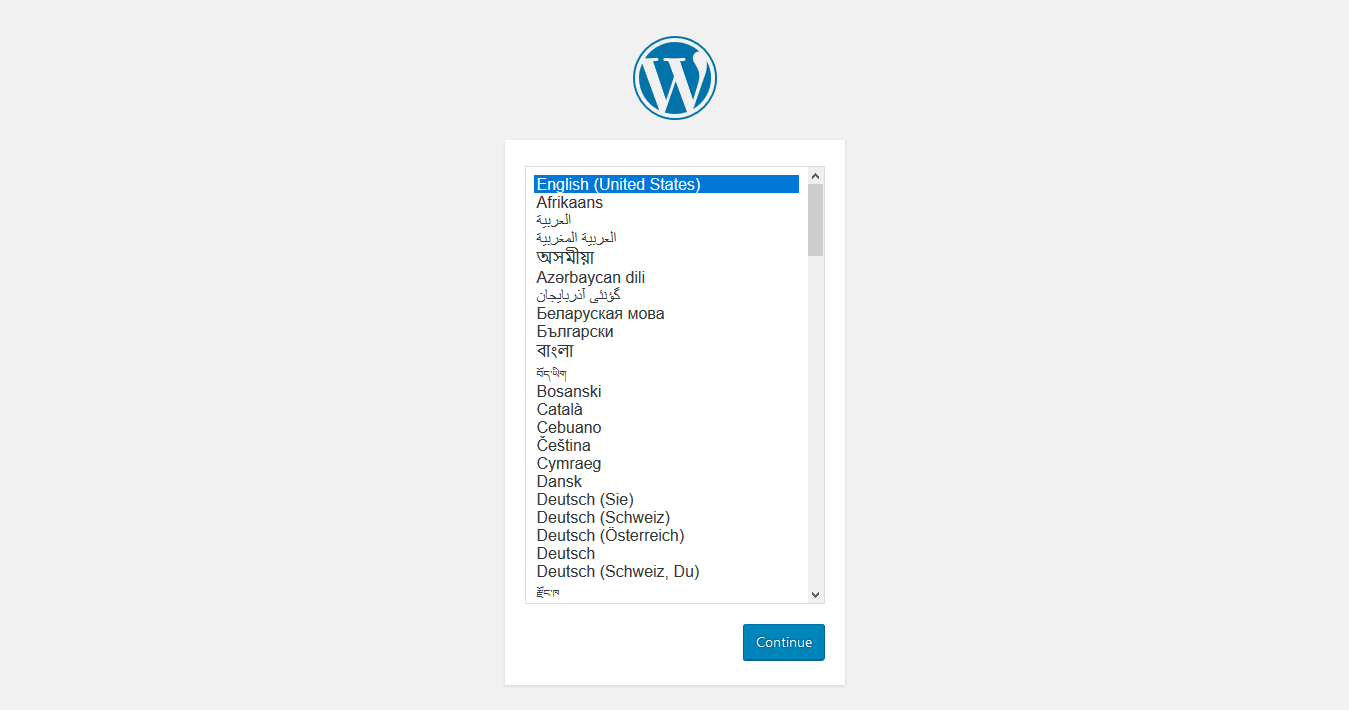 English (United States)
Afrikaans
العربية
العربية المغربية
অসমীয়া
Azərbaycan dili
گؤنئی آذربایجان
Беларуская мова
Български
বাংলা
བོད་ཡིག
Bosanski
Català
Cebuano
Čeština
Cymraeg
Dansk
Deutsch (Sie)
Deutsch (Schweiz)
Deutsch (Österreich)
Deutsch
Deutsch (Schweiz, Du)
རྫོང་ཁ
Continue